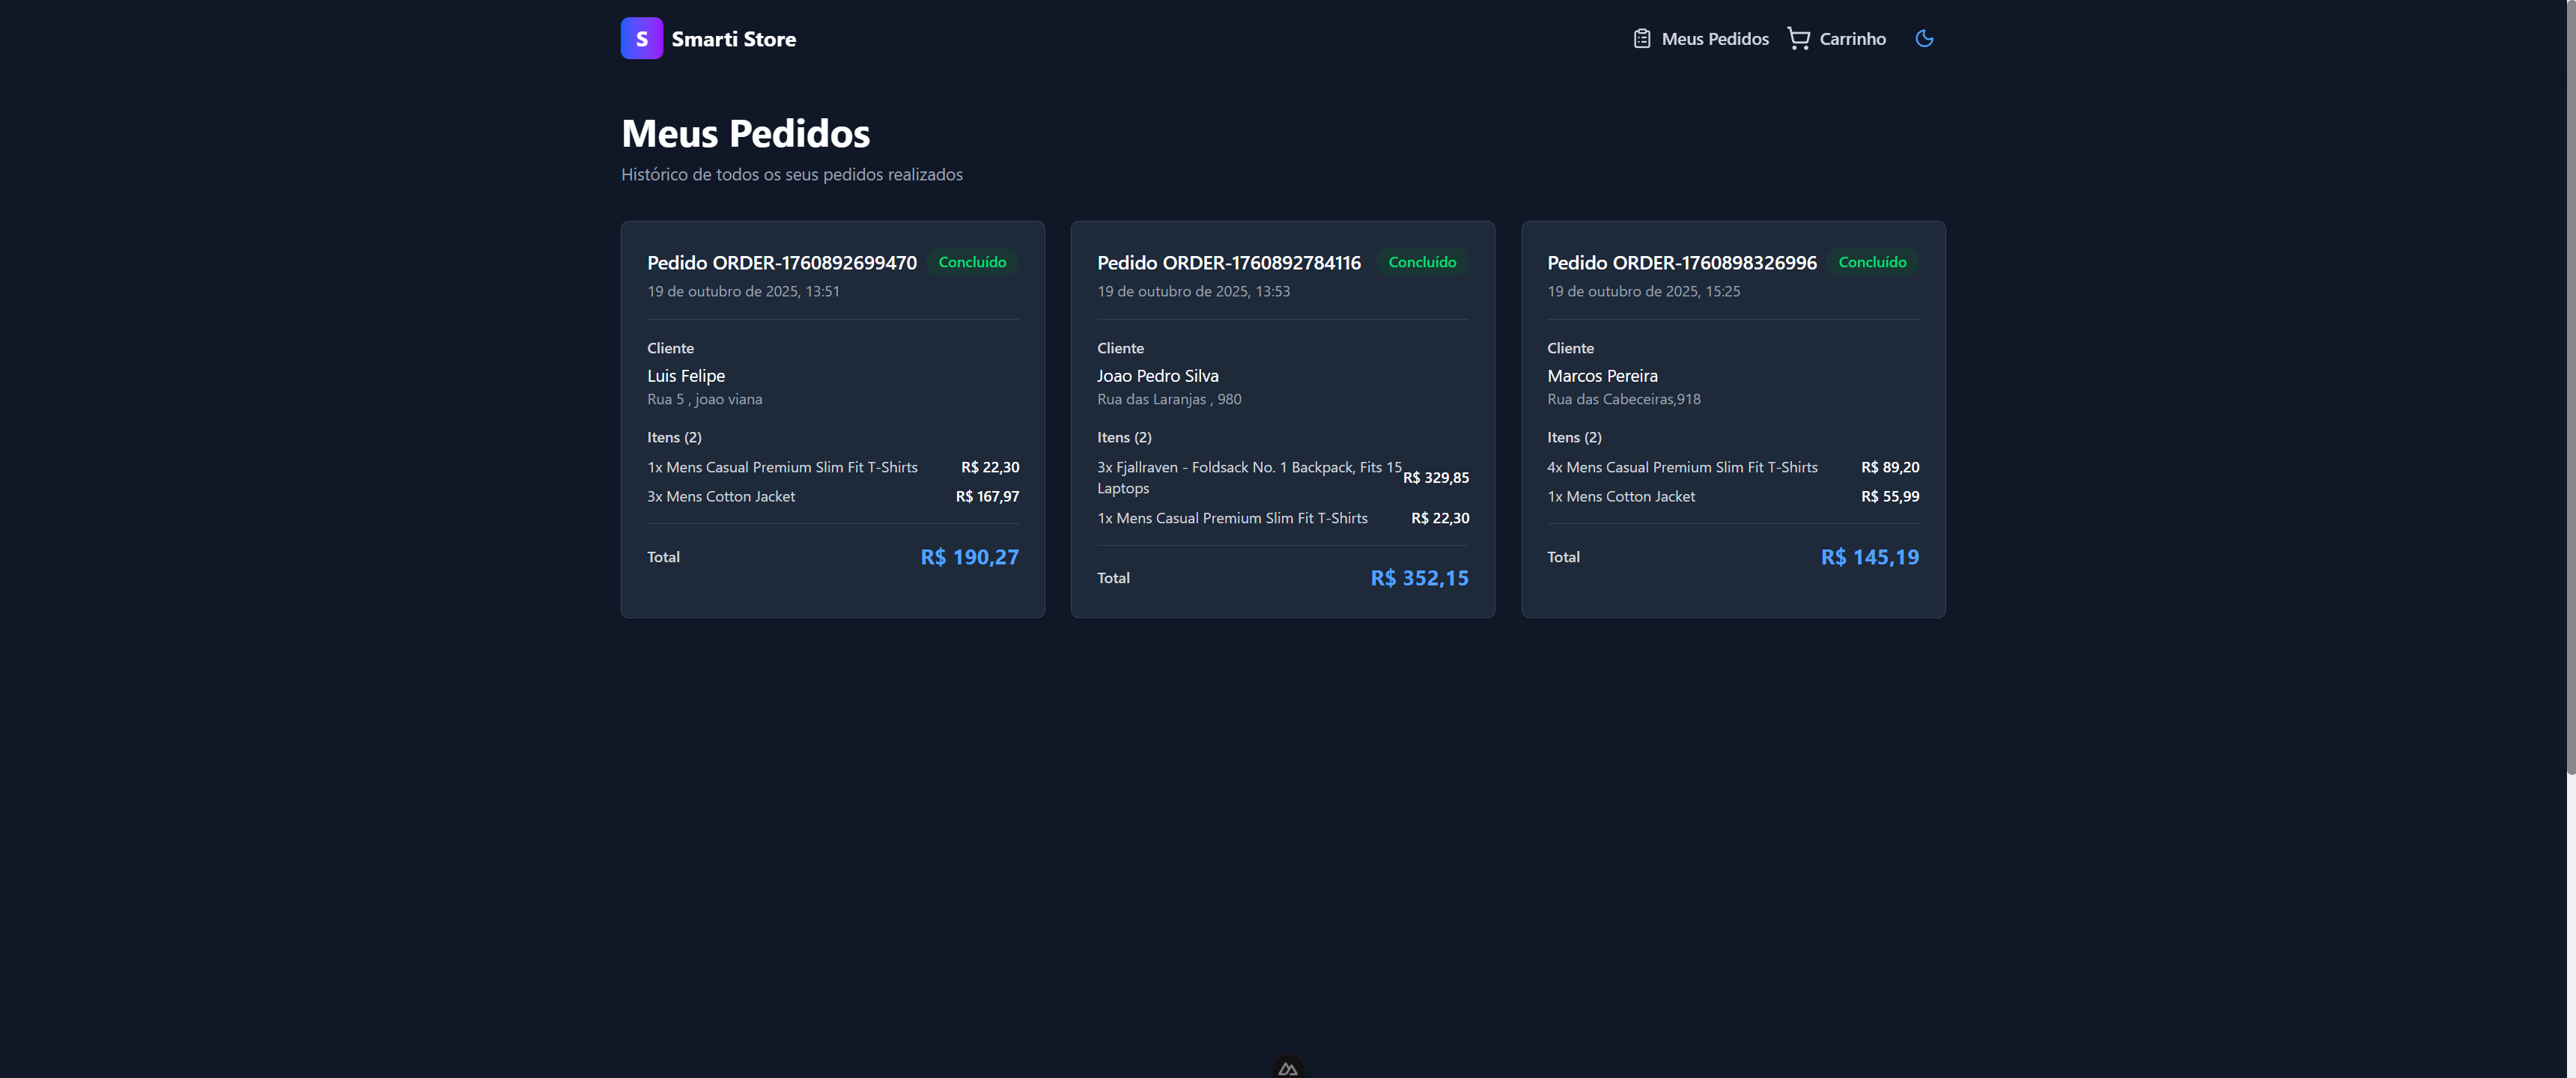 S Smarti Store
Meus Pedidos Carrinho
Meus Pedidos
Histórico de todos os seus pedidos realizados
Pedido ORDER-1760892699470 Concluído
19 de outubro de 2025, 13:51
Cliente
Luis Felipe
Rua 5 , joao viana
Itens (2)
1x Mens Casual Premium Slim Fit T-Shirts R$ 22,30
3x Mens Cotton Jacket R$ 167,97
Total R$ 190,27
Pedido ORDER-1760892784116 Concluído
19 de outubro de 2025, 13:53
Cliente
Joao Pedro Silva
Rua das Laranjas , 980
Itens (2)
3x Fjallraven - Foldsack No. 1 Backpack, Fits 15
Laptops R$ 329,85
1x Mens Casual Premium Slim Fit T-Shirts R$ 22,30
Total R$ 352,15
Pedido ORDER-1760898326996 Concluído
19 de outubro de 2025, 15:25
Cliente
Marcos Pereira
Rua das Cabeceiras,918
Itens (2)
4x Mens Casual Premium Slim Fit T-Shirts R$ 89,20
1x Mens Cotton Jacket R$ 55,99
Total R$ 145,19